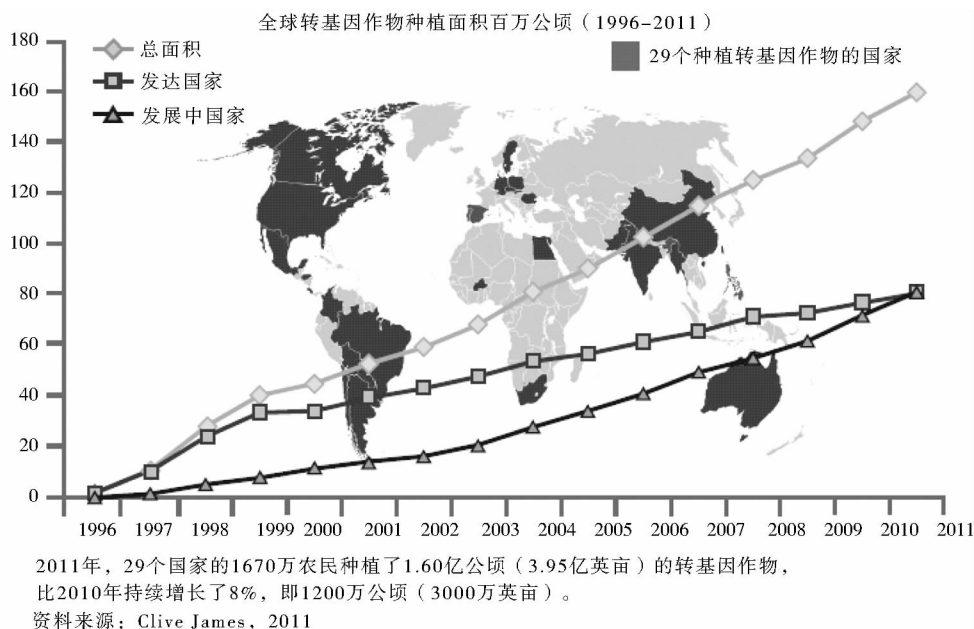 全球转基因作物种植面积百万公顷（1996-2011）
180
160
140
120
100
80
60
40
20
0
总面积
发达国家
发展中国家
29个种植转基因作物的国家
1996 1997 1998 1999 2000 2001 2002 2003 2004 2005 2006 2007 2008 2009 2010 2011
2011年，29个国家的1670万农民种植了1.60亿公顷（3.95亿英亩）的转基因作物，
比2010年持续增长了8%，即1200万公顷（3000万英亩）。
资料来源：Clive James，2011